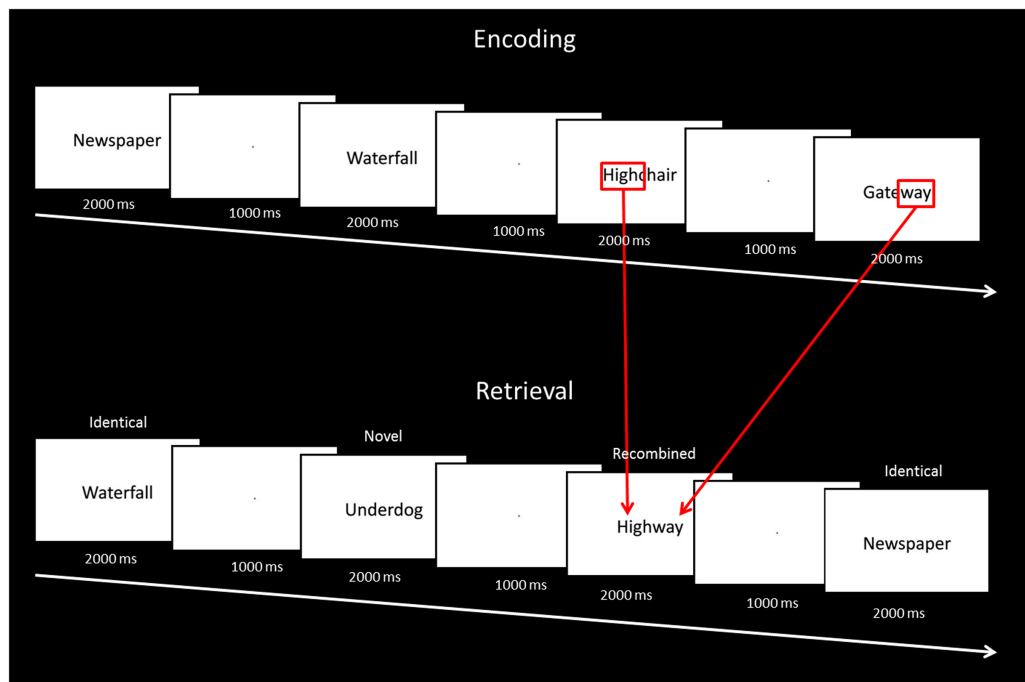 Encoding
Newspaper
Waterfall
Highchair
Gateway
2000 ms
1000 ms
2000 ms
1000 ms
2000 ms
1000 ms
2000 ms
Retrieval
Identical
Novel
Recombined
Identical
Waterfall
Underdog
Highway
Newspaper
2000 ms
1000 ms
2000 ms
1000 ms
2000 ms
1000 ms
2000 ms